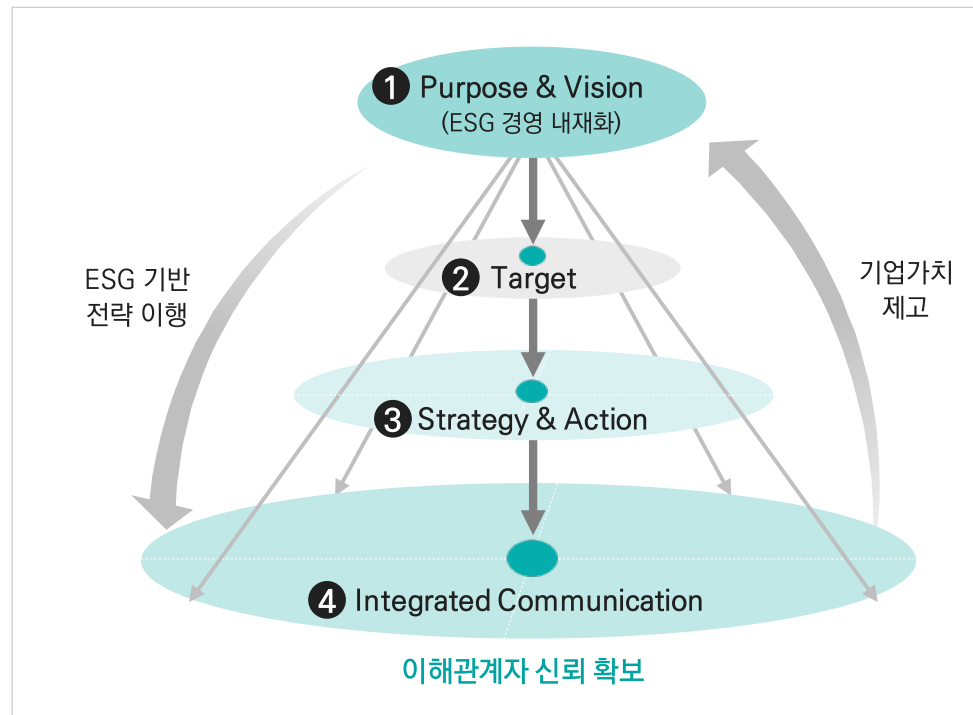 1 Purpose & Vision
(ESG 경영 내재화)
ESG 기반
전략 이행
2 Target
기업가치
제고
3 Strategy & Action
4 Integrated Communication
이해관계자 신뢰 확보